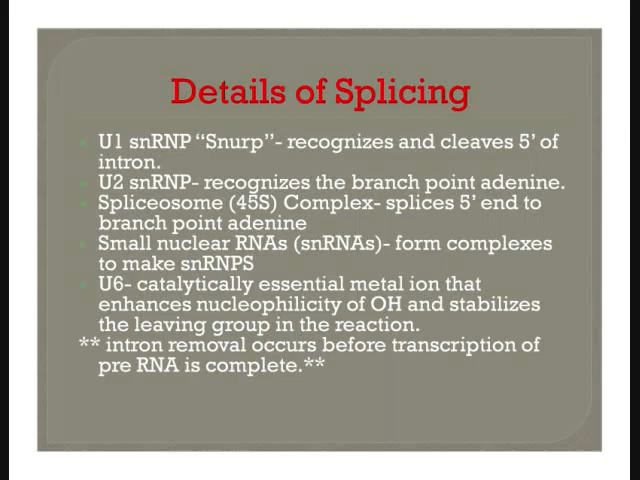 Details of Splicing
U1 snRNP “Snurp”- recognizes and cleaves 5’ of
intron.
U2 snRNP- recognizes the branch point adenine.
Spliceosome (45S) Complex- splices 5’ end to
branch point adenine
Small nuclear RNAs (snRNAs)- form complexes
to make snRNPS
U6- catalytically essential metal ion that
enhances nucleophilicity of OH and stabilizes
the leaving group in the reaction.
** intron removal occurs before transcription of
pre RNA is complete.**